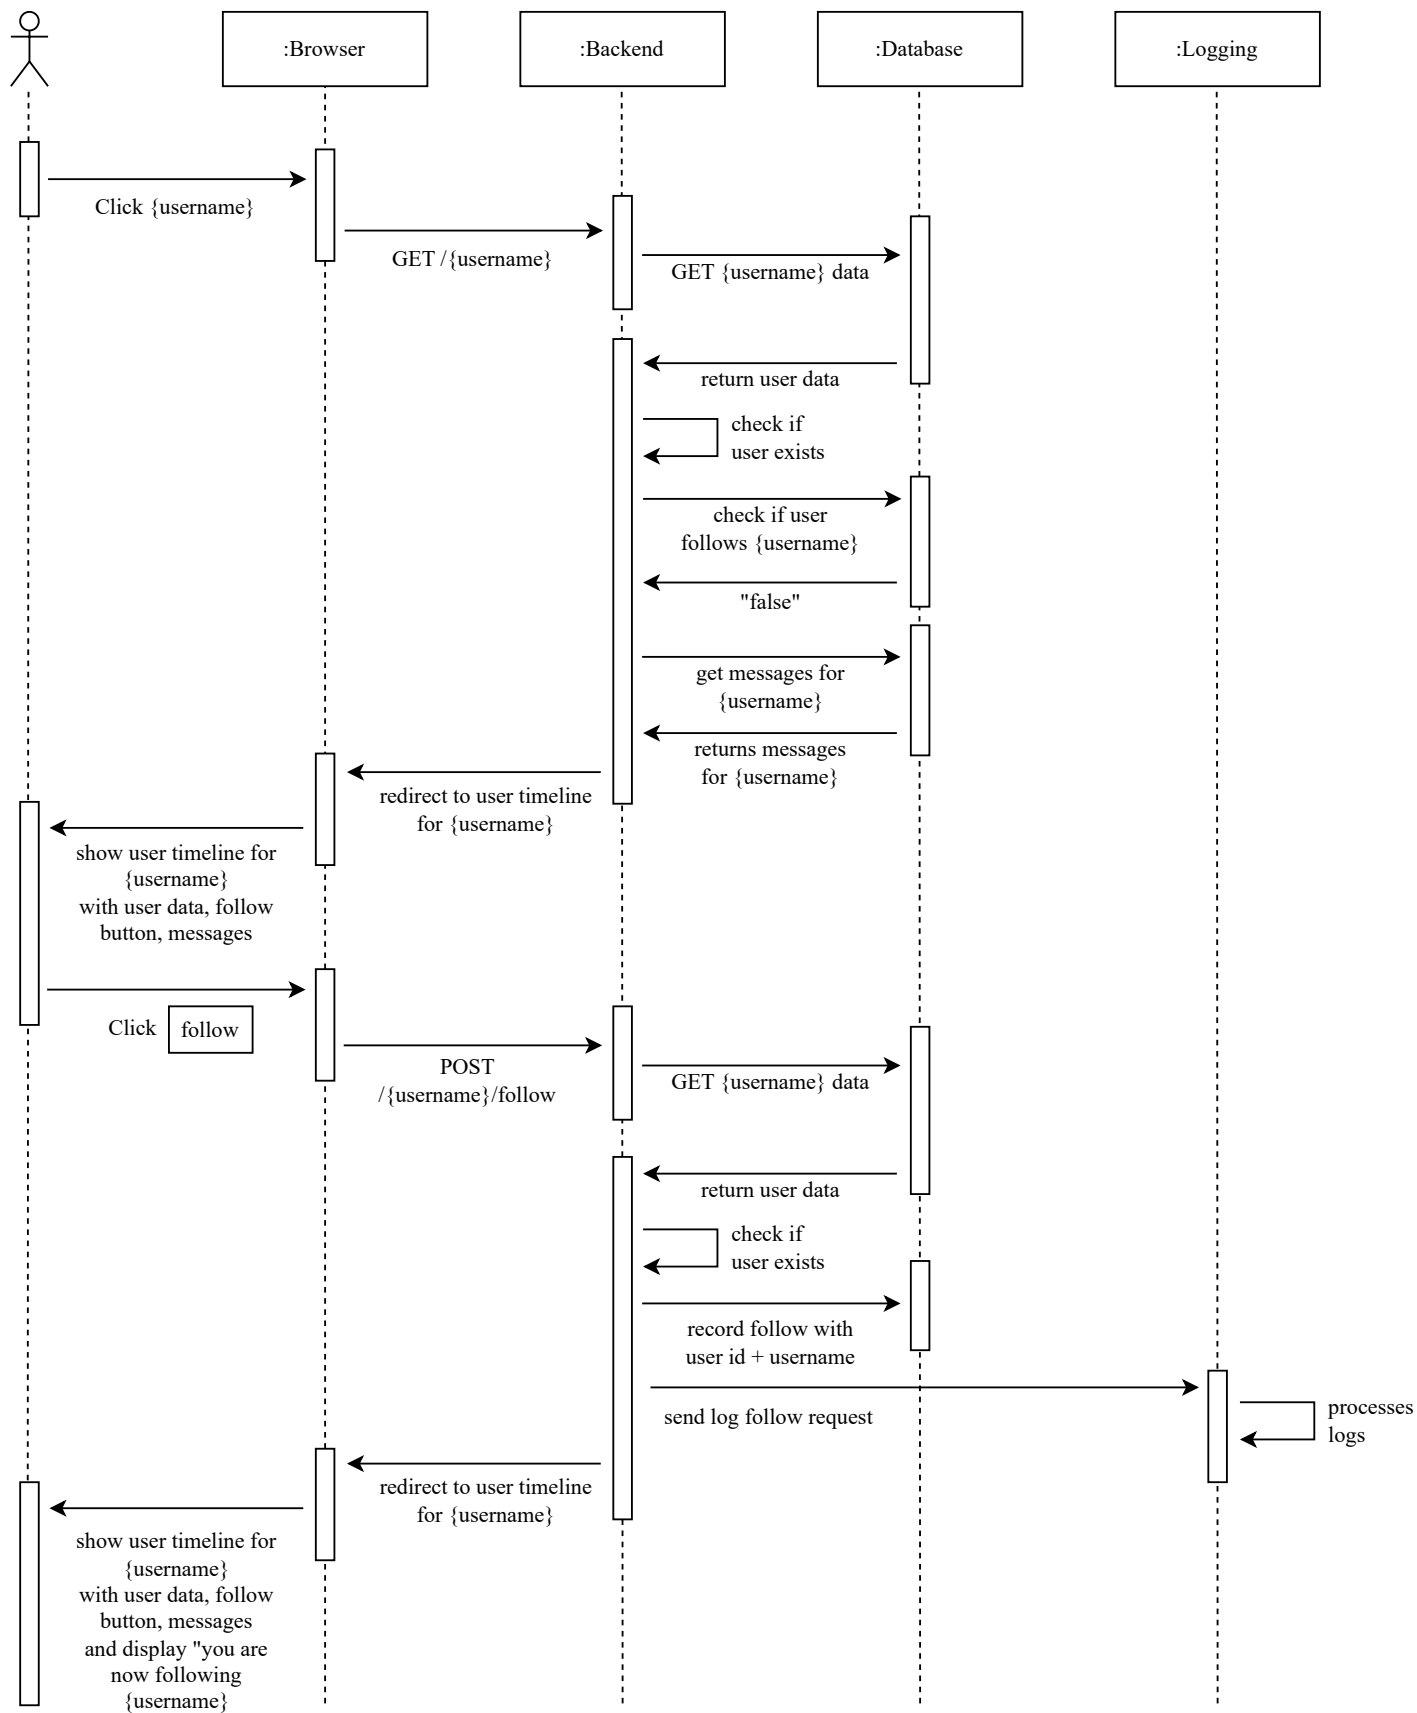 :Browser
:Backend
:Database
:Logging
Click {username}
GET /{username}
GET {username} data
return user data
check if
user exists
check if user
follows {username}
"false"
get messages for
{username}
returns messages
for {username}
redirect to user timeline
for {username}
show user timeline for
{username}
with user data, follow
button, messages
Click
follow
POST
/{username}/follow
GET {username} data
return user data
check if
user exists
record follow with
user id + username
send log follow request
processes
logs
redirect to user timeline
for {username}
show user timeline for
{username}
with user data, follow
button, messages
and display "you are
now following
{username}